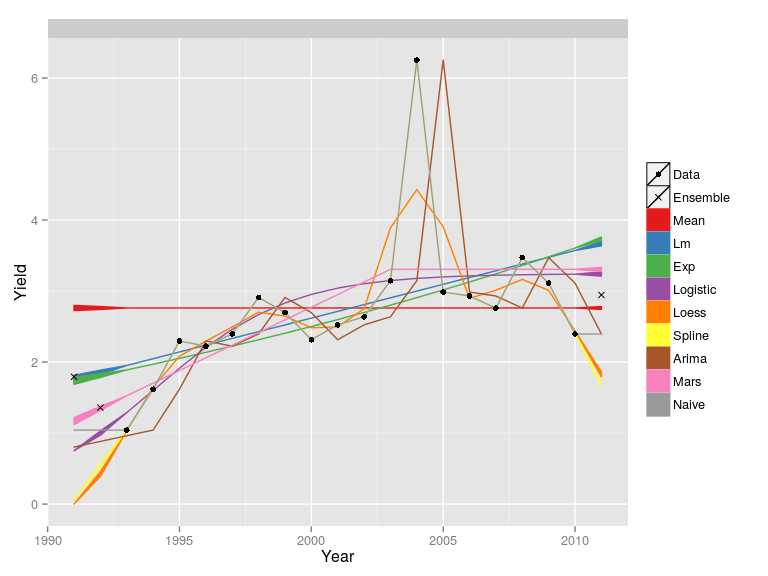 6
4
2
0
Yield
1990
1995
2000
2005
2010
Year
Data
Ensemble
Mean
Lm
Exp
Logistic
Loess
Spline
Arima
Mars
Naive